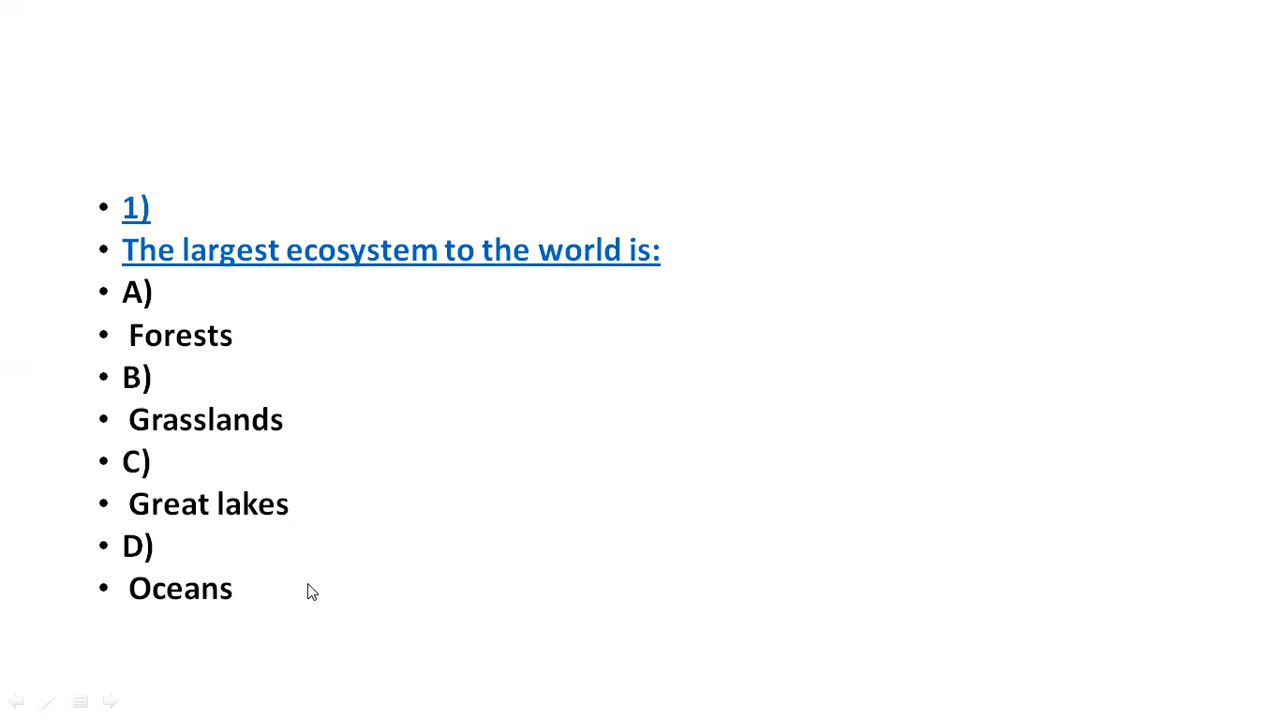 • 1)
• The largest ecosystem to the world is:
• A)
• Forests
• B)
• Grasslands
• C)
• Great lakes
• D)
• Oceans